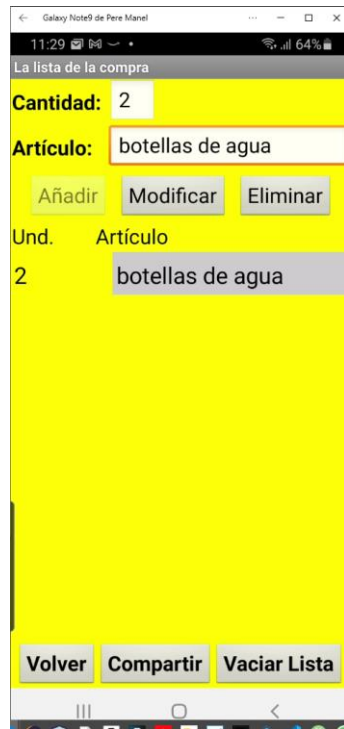 Galaxy Note9 de Pere Manel
11:29 64%
La lista de la compra
Cantidad: 2
Artículo: botellas de agua
Añadir Modificar Eliminar
Und. Artículo
2 botellas de agua
Volver Compartir Vaciar Lista